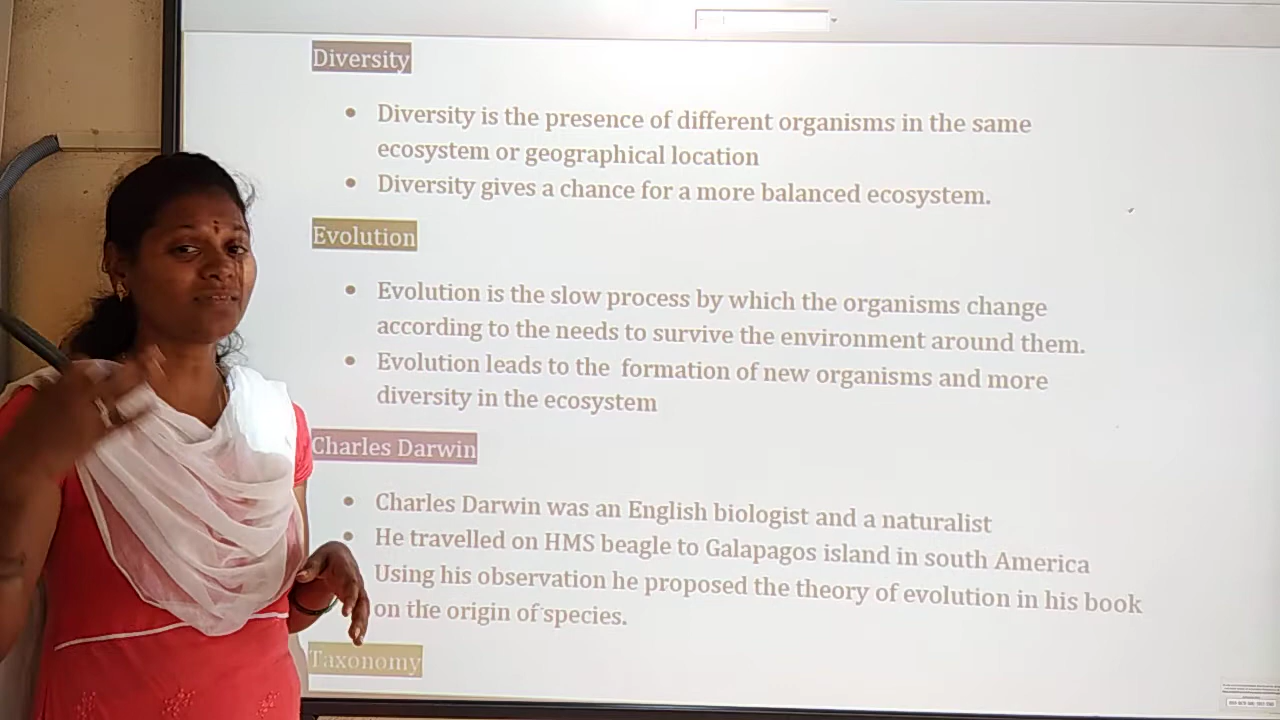 Diversity
• Diversity is the presence of different organisms in the same
ecosystem or geographical location
• Diversity gives a chance for a more balanced ecosystem.
Evolution
• Evolution is the slow process by which the organisms change
according to the needs to survive the environment around them.
• Evolution leads to the formation of new organisms and more
diversity in the ecosystem
Charles Darwin
• Charles Darwin was an English biologist and a naturalist
• He travelled on HMS beagle to Galapagos island in south America
Using his observation he proposed the theory of evolution in his book
on the origin of species.
Taxonomy